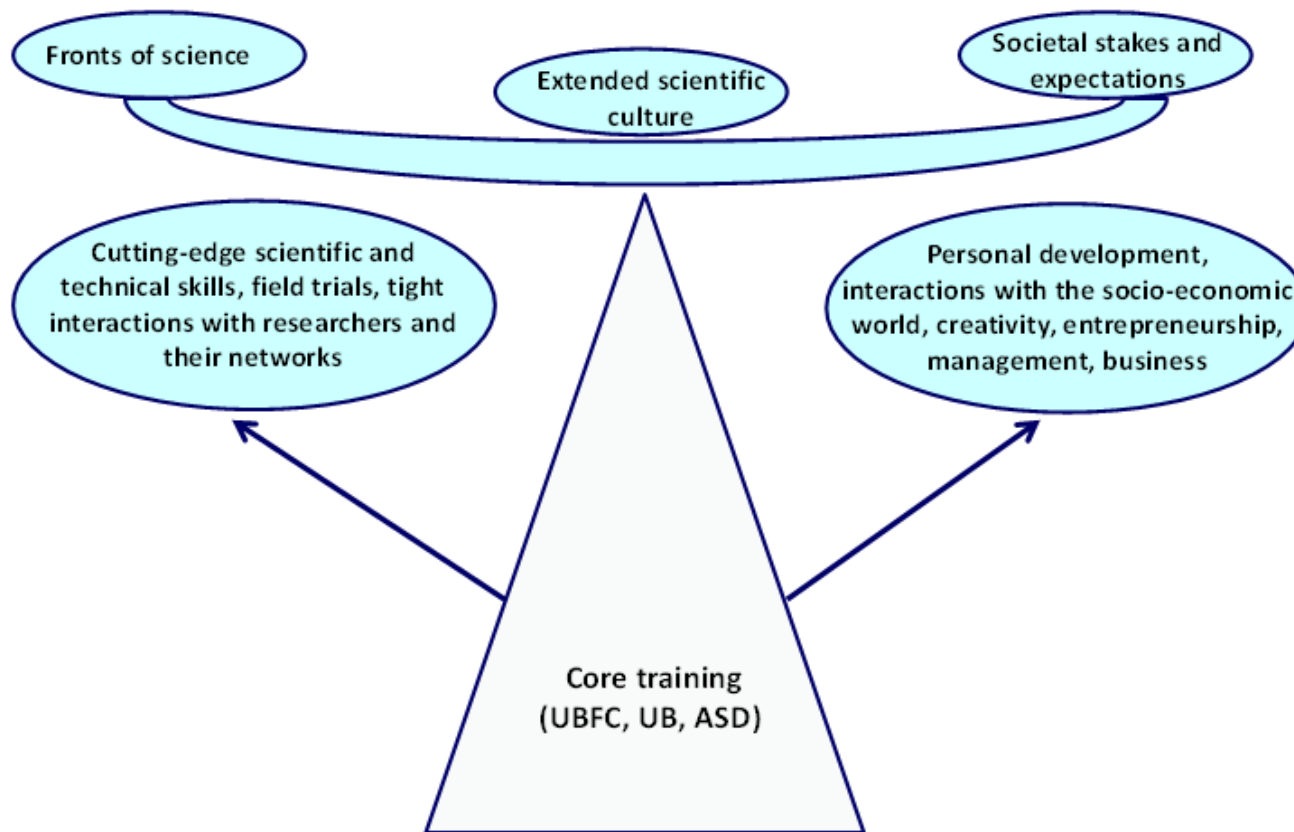 Fronts of science
Extended scientific
culture
Societal stakes and
expectations
Cutting-edge scientific and
technical skills, field trials, tight
interactions with researchers and
their networks
Personal development,
interactions with the socio-economic
world, creativity, entrepreneurship,
management, business
Core training
(UBFC, UB, ASD)